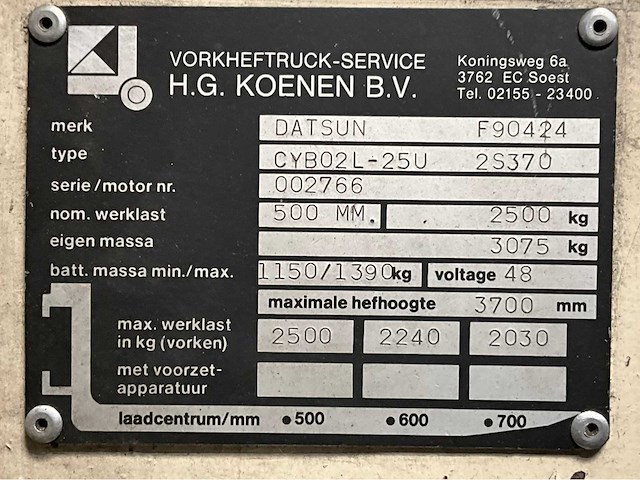 VORKHEFTRUCK-SERVICE Koningsweg 6a
H.G. KOENEN B.V. 3762 EC Soest
Tel. 02155 - 23400
merk DATSUN F90424
type CYB02L-25U 2S370
serie/motor nr. 002766
nom. werklast 500 MM. 2500 kg
eigen massa 3075 kg
batt. massa min./max. 1150/1390kg voltage 48
maximale hefhoogte 3700 mm
max. werklast
in kg (vorken) 2500 2240 2030
met voorzet-
apparatuur
laadcentrum/mm •500 •600 •700